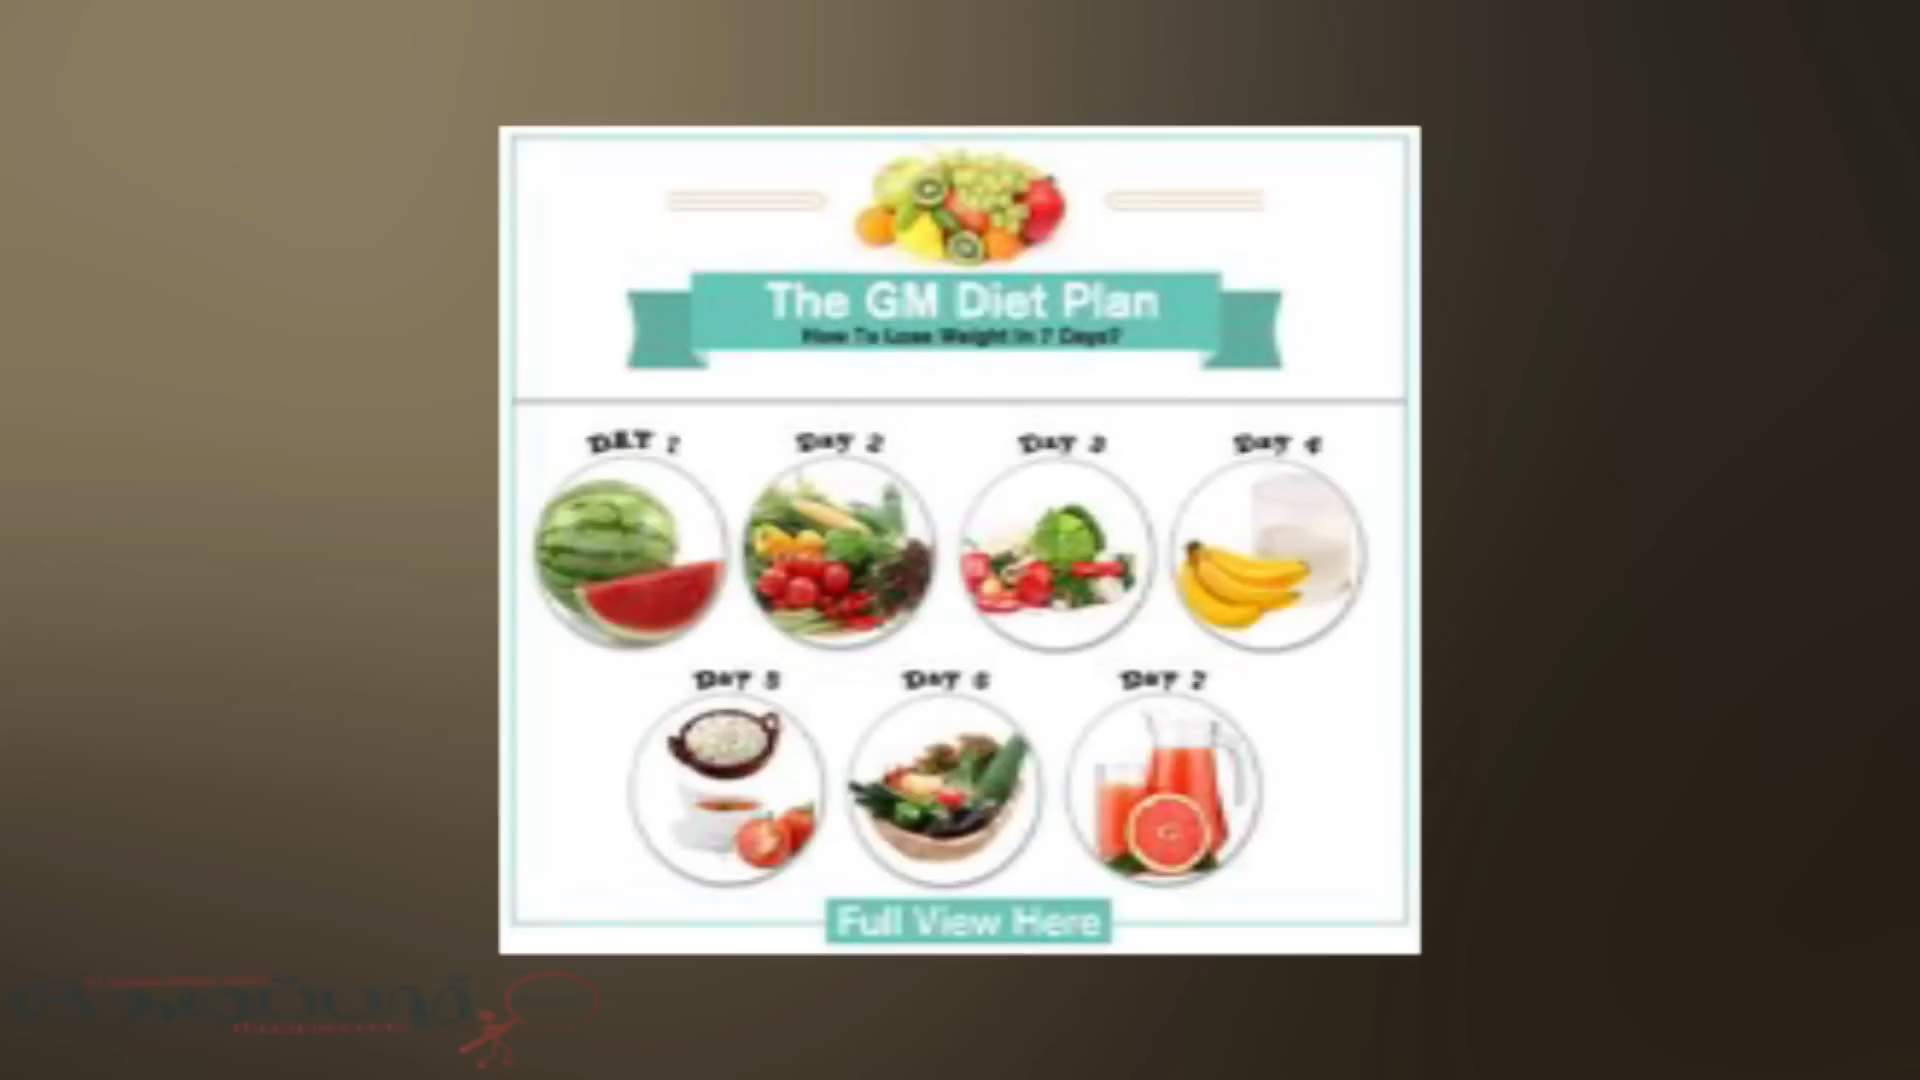 The GM Diet Plan
How To Lose Weight In 7 Days?
DAY 1
Day 2
Day 3
Day 4
Day 5
Day 6
Day 7
Full View Here